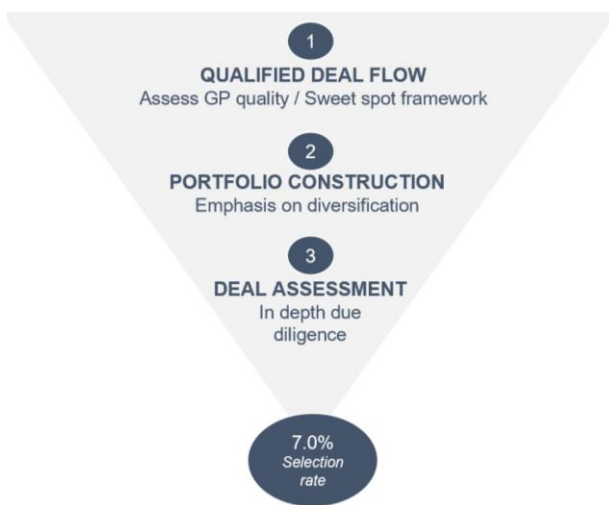 1
QUALIFIED DEAL FLOW
Assess GP quality / Sweet spot framework
2
PORTFOLIO CONSTRUCTION
Emphasis on diversification
3
DEAL ASSESSMENT
In depth due
diligence
7.0%
Selection
rate